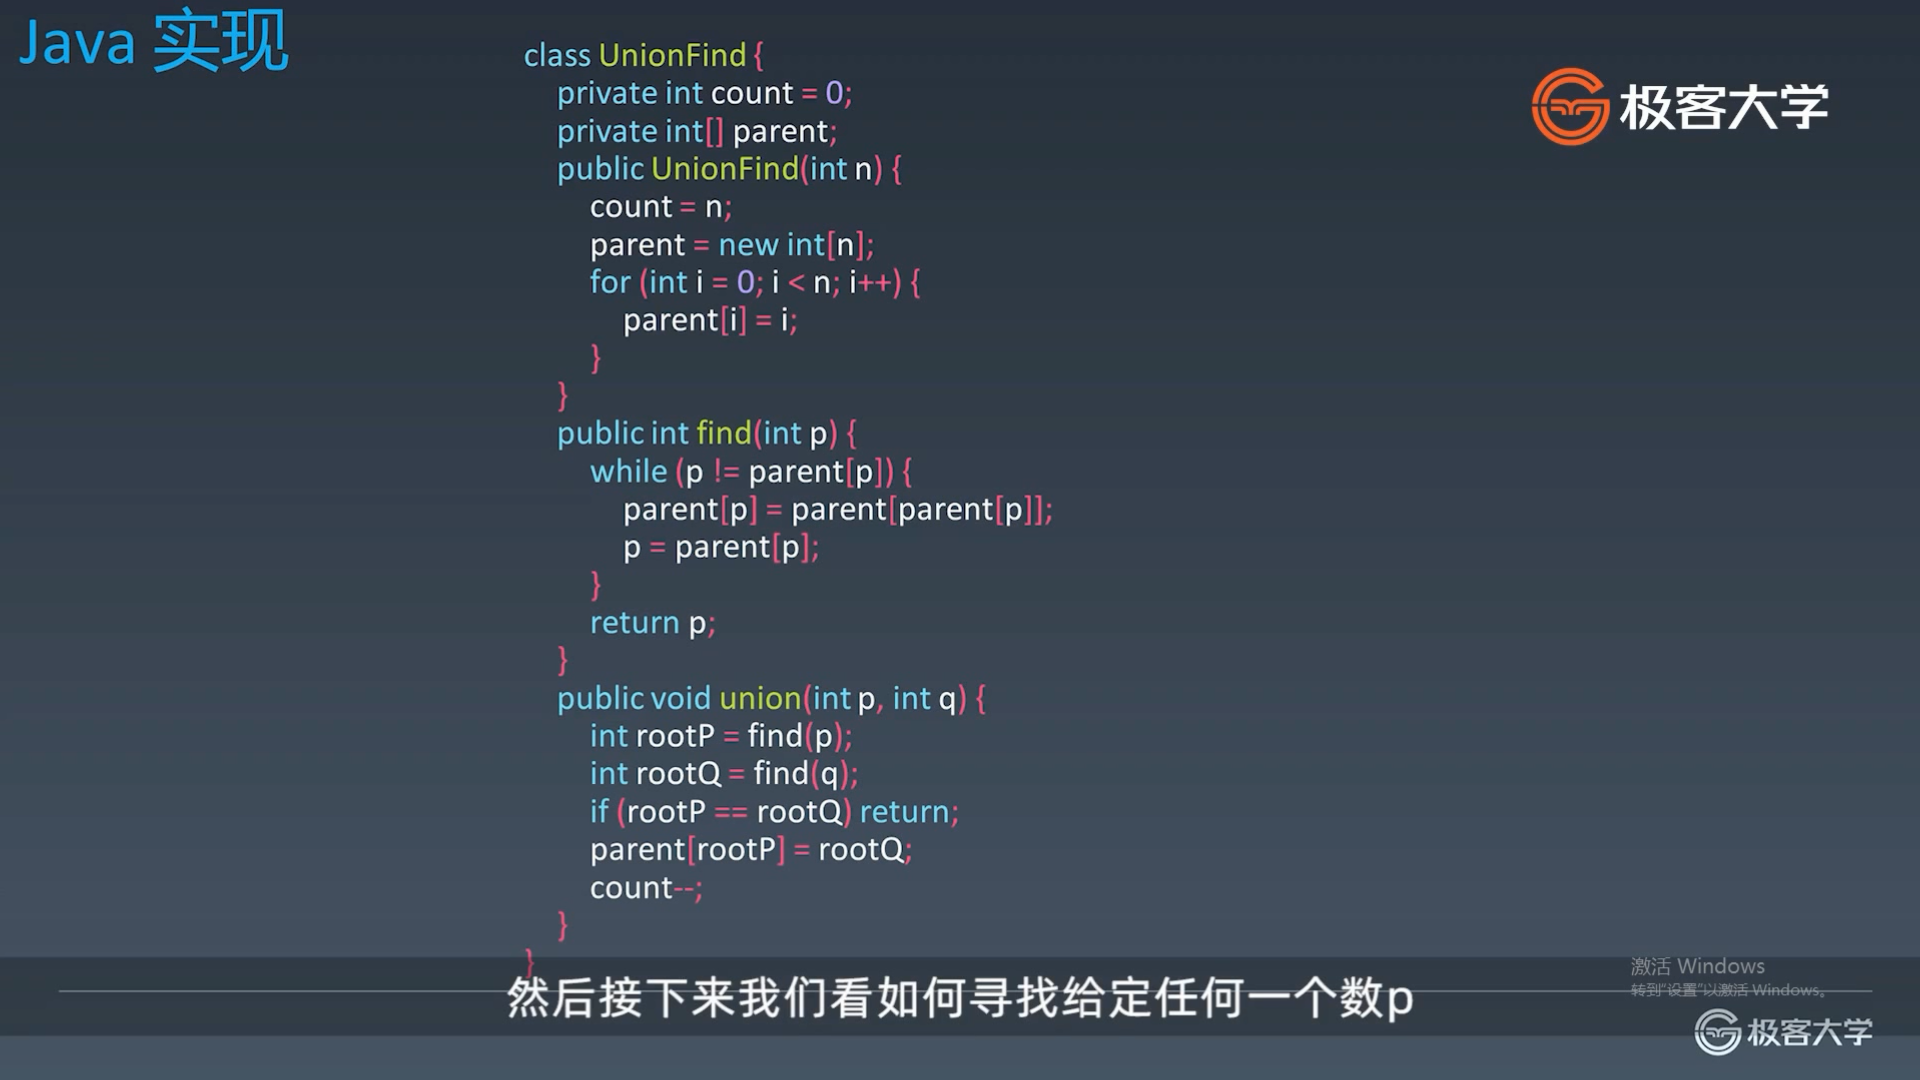 Java 实现
class UnionFind {
private int count = 0;
private int[] parent;
public UnionFind(int n) {
count = n;
parent = new int[n];
for (int i = 0; i < n; i++) {
parent[i] = i;
}
}
public int find(int p) {
while (p != parent[p]) {
parent[p] = parent[parent[p]];
p = parent[p];
}
return p;
}
public void union(int p, int q) {
int rootP = find(p);
int rootQ = find(q);
if (rootP == rootQ) return;
parent[rootP] = rootQ;
count--;
}
}
极客大学
然后接下来我们看如何寻找给定任何一个数p
激活 Windows
转到“设置”以激活 Windows。
极客大学